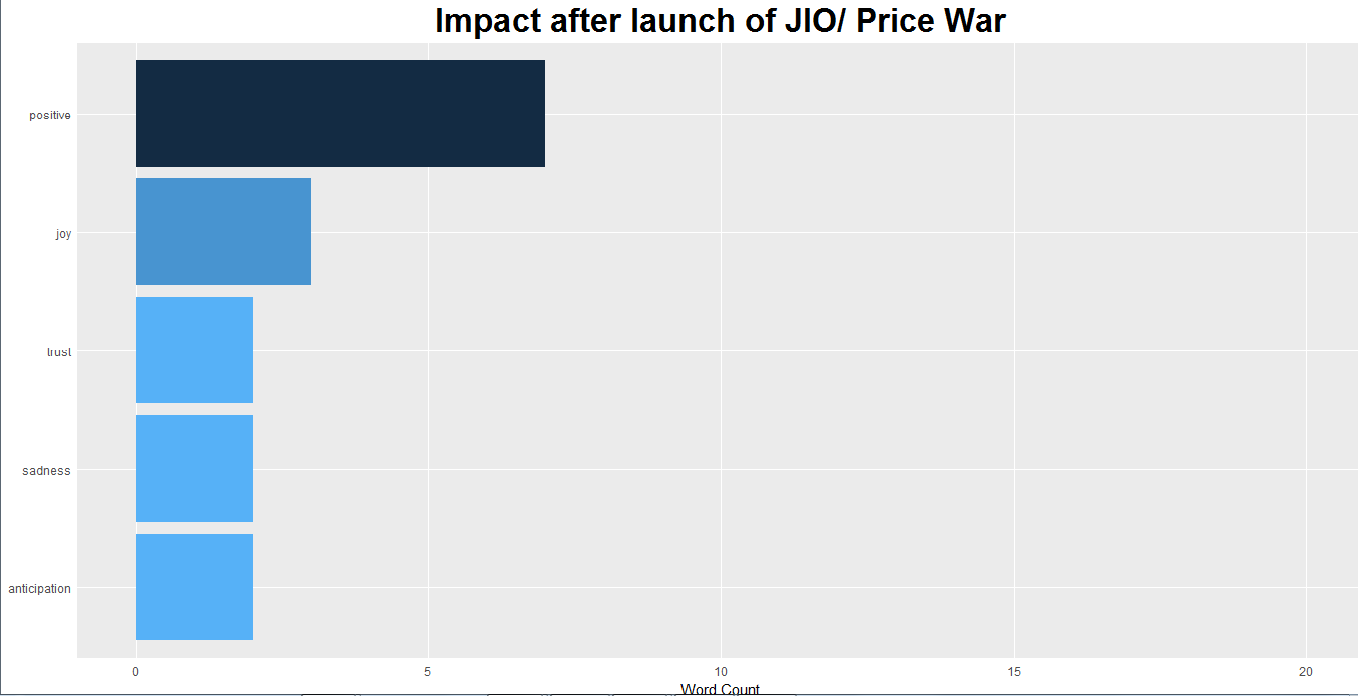 Impact after launch of JIO/ Price War
positive
joy
trust
sadness
anticipation
0 5 10 15 20
Word Count